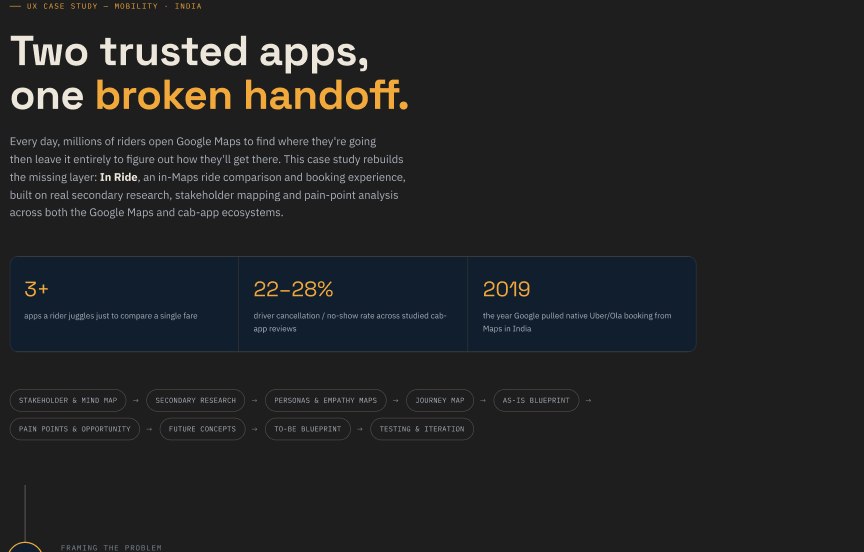 UX CASE STUDY — MOBILITY · INDIA
Two trusted apps,
one broken handoff.
Every day, millions of riders open Google Maps to find where they're going
then leave it entirely to figure out how they'll get there. This case study rebuilds
the missing layer: In Ride, an in-Maps ride comparison and booking experience,
built on real secondary research, stakeholder mapping and pain-point analysis
across both the Google Maps and cab-app ecosystems.
3+
apps a rider juggles just to compare a single fare
22–28%
driver cancellation / no-show rate across studied cab-
app reviews
2019
the year Google pulled native Uber/Ola booking from
Maps in India
STAKEHOLDER & MIND MAP → SECONDARY RESEARCH → PERSONAS & EMPATHY MAPS → JOURNEY MAP → AS-IS BLUEPRINT →
PAIN POINTS & OPPORTUNITY → FUTURE CONCEPTS → TO-BE BLUEPRINT → TESTING & ITERATION
FRAMING THE PROBLEM